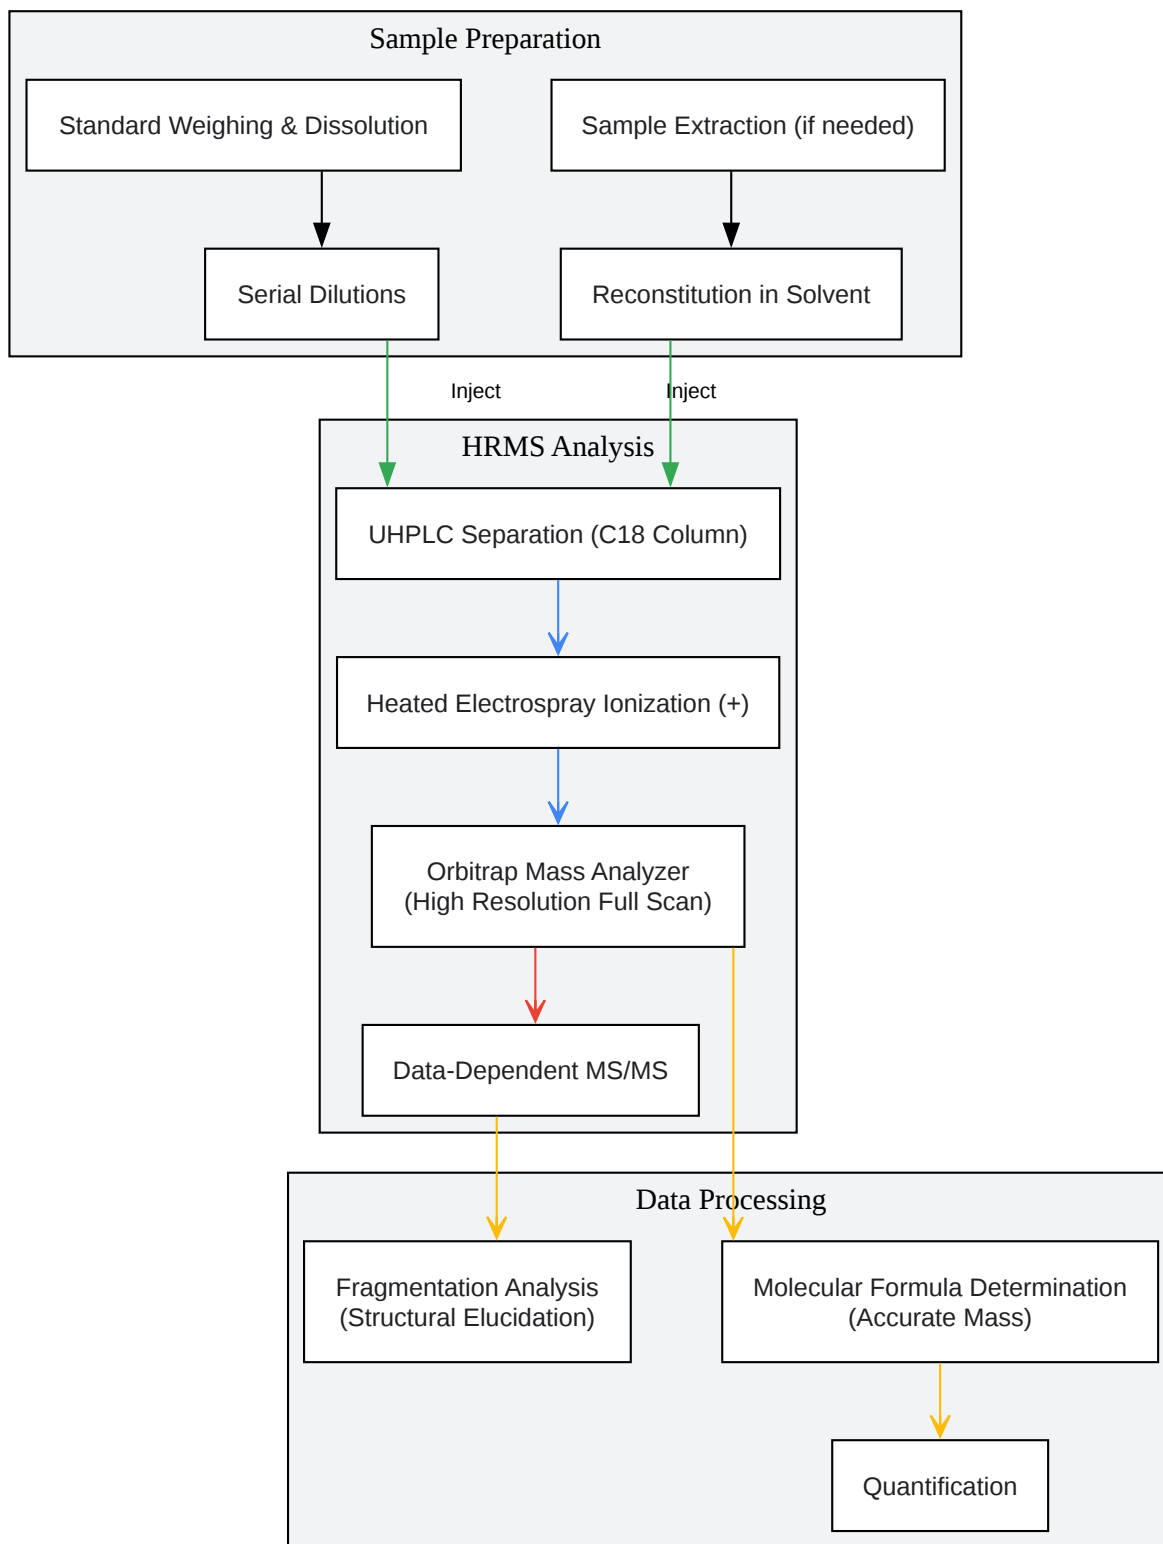 Sample Preparation
Standard Weighing & Dissolution
Sample Extraction (if needed)
Serial Dilutions
Reconstitution in Solvent
Inject
Inject
HRMS Analysis
UHPLC Separation (C18 Column)
Heated Electrospray Ionization (+)
Orbitrap Mass Analyzer
(High Resolution Full Scan)
Data-Dependent MS/MS
Data Processing
Fragmentation Analysis
(Structural Elucidation)
Molecular Formula Determination
(Accurate Mass)
Quantification